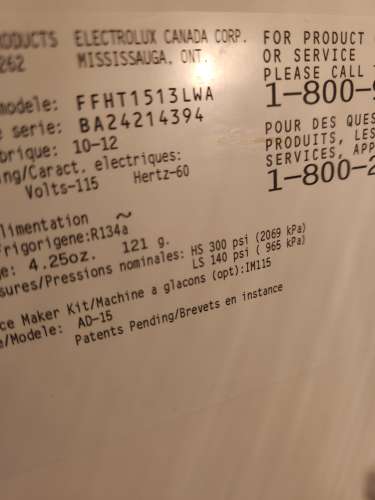 PRODUCTS ELECTROLUX CANADA CORP.
262 MISSISSAUGA, ONT.
modele: FFHT1513LWA
serie: BA24214394
brique: 10-12
ing/Caract. electriques:
Volts-115 Hertz-60
limentation ~
frigorigene:R134a
ge: 4.25oz. 121 g.
sures/Pressions nominales: HS 300 psi (2069 kPa)
LS 140 psi ( 965 kPa)
ce Maker Kit/Machine a glacons (opt):IM115
n/Modele: AD-15
Patents Pending/Brevets en instance
FOR PRODUCT
OR SERVICE
PLEASE CALL
1-800-
POUR DES QUES
PRODUITS, LES
SERVICES, APP
1-800-2